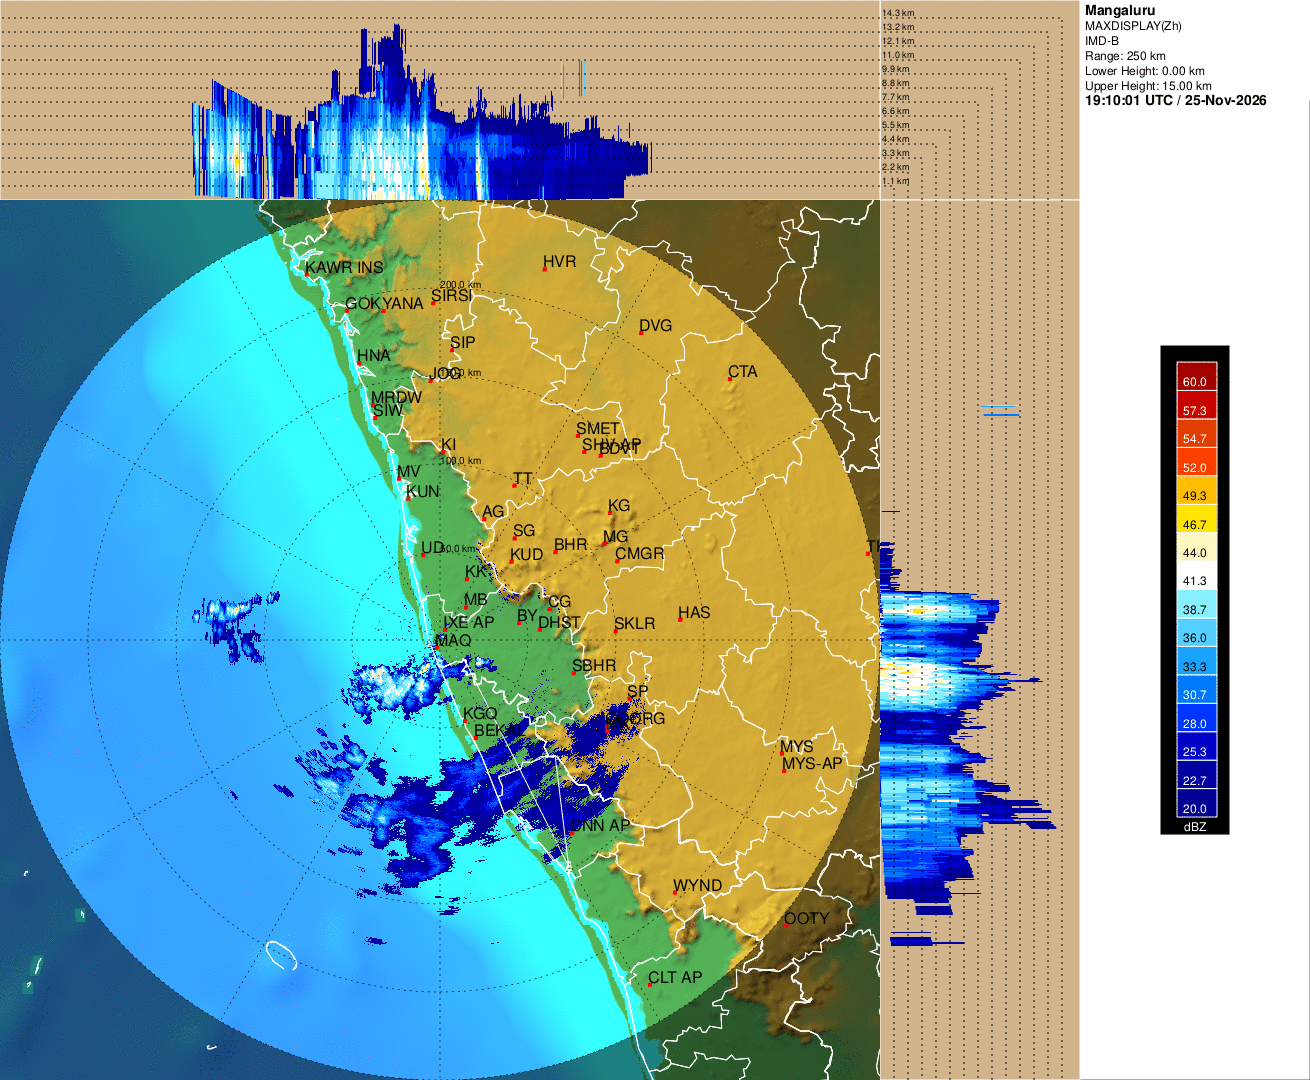 Mangaluru
MAXDISPLAY(Zh)
IMD-B
Range: 250 km
Lower Height: 0.00 km
Upper Height: 15.00 km
19:10:01 UTC / 25-Nov-2026
14.3 km
13.2 km
12.1 km
11.0 km
9.9 km
8.8 km
7.7 km
6.6 km
5.5 km
4.4 km
3.3 km
2.2 km
1.1 km
KAWR INS
HVR
200.0 km
SIRSI
GOKYANA
DVG
SIP
HNA
CTA
JOG
MRDW
SIW
SMET
KI
SHV-AP
BDVT
100.0 km
MV
TT
KUN
KG
AG
SG
MG
UD
50.0 km
BHR
KUD
CMGR
KK
MB
CG
IXE AP
BY
DHST
SKLR
HAS
MAQ
SBHR
SP
KGQ
BEKAL
MYS
MYS-AP
CNN AP
WYND
OOTY
CLT AP
60.0
57.3
54.7
52.0
49.3
46.7
44.0
41.3
38.7
36.0
33.3
30.7
28.0
25.3
22.7
20.0
dBZ